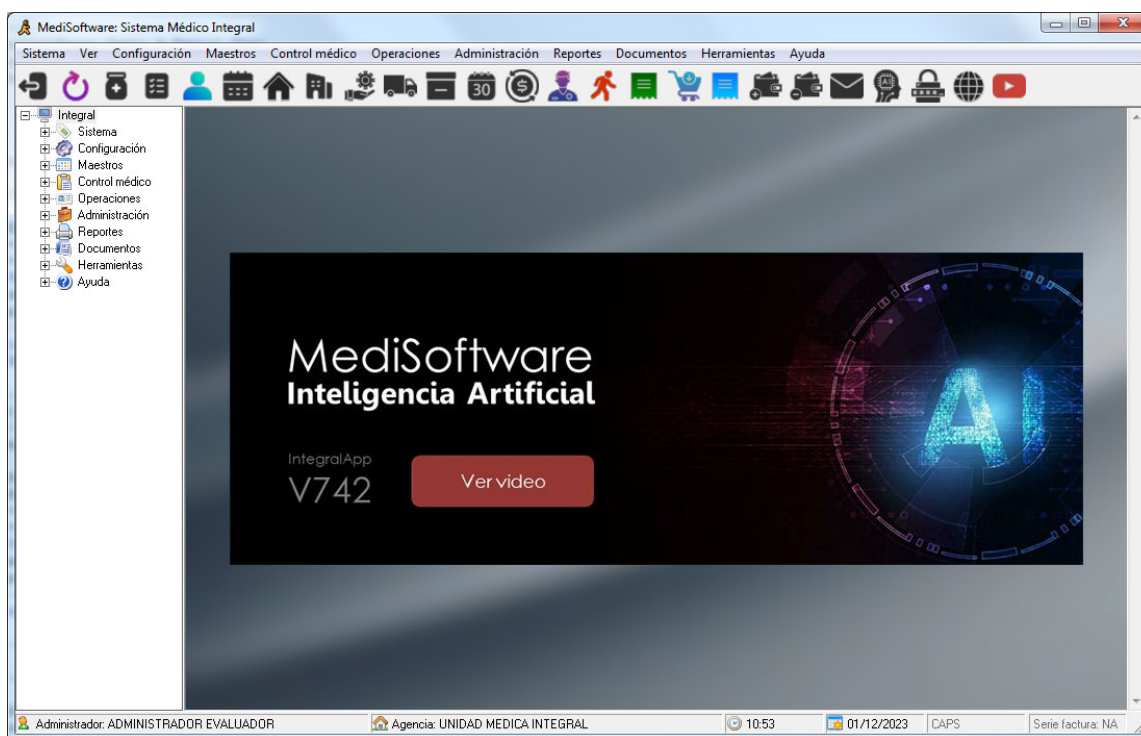 MediSoftware: Sistema Médico Integral
Sistema Ver Configuración Maestros Control médico Operaciones Administración Reportes Documentos Herramientas Ayuda
30
AI
Integral
Sistema
Configuración
Maestros
Control médico
Operaciones
Administración
Reportes
Documentos
Herramientas
Ayuda
MediSoftware
Inteligencia Artificial
IntegralApp
V742
Ver video
AI
Administrador: ADMINISTRADOR EVALUADOR Agencia: UNIDAD MEDICA INTEGRAL 10:53 01/12/2023 CAPS Serie factura: NA